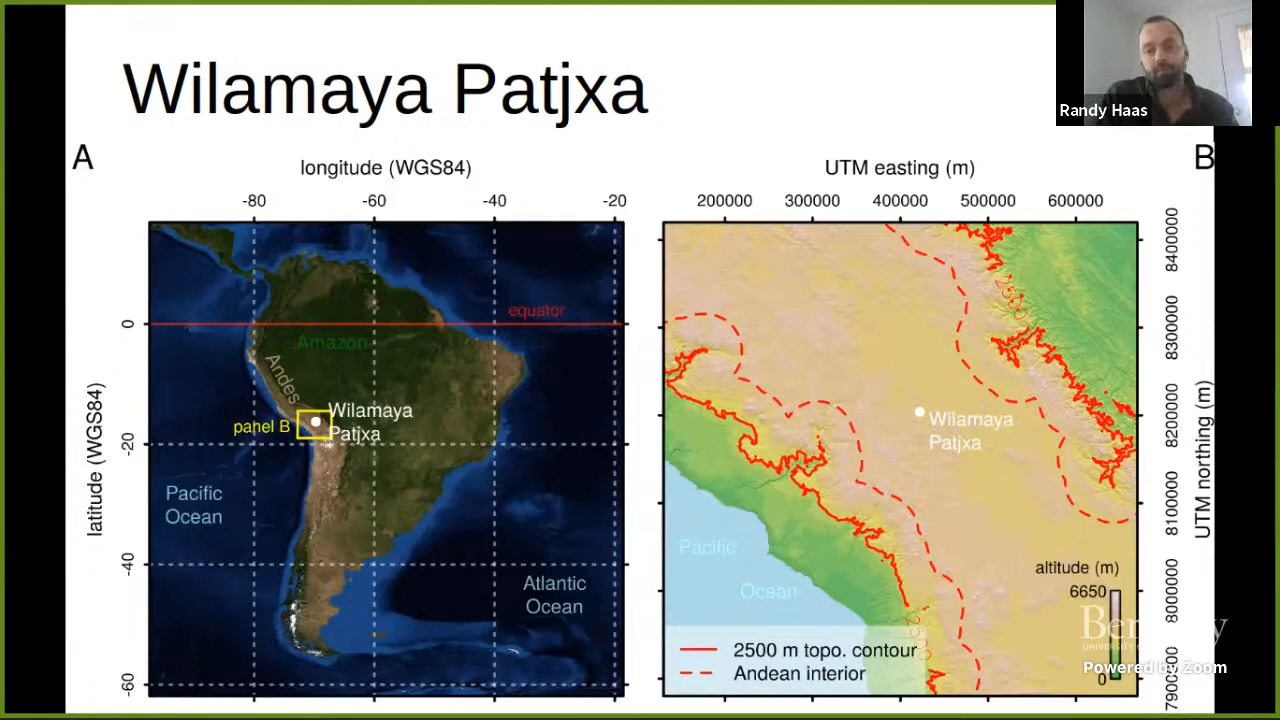 Wilamaya Patjxa
Randy Haas
A
longitude (WGS84)
-80 -60 -40 -20
latitude (WGS84)
0
20
-40
-60
equator
Amazon
Andes
panel B
Wilamaya
Patjxa
Pacific
Ocean
Atlantic
Ocean
B
UTM easting (m)
200000 300000 400000 500000 600000
UTM northing (m)
8400000
8300000
8200000
8100000
8000000
2500
Wilamaya
Patjxa
Pacific
Ocean
2500
altitude (m)
6650
0
2500 m topo. contour
Andean interior
Powered by Zoom